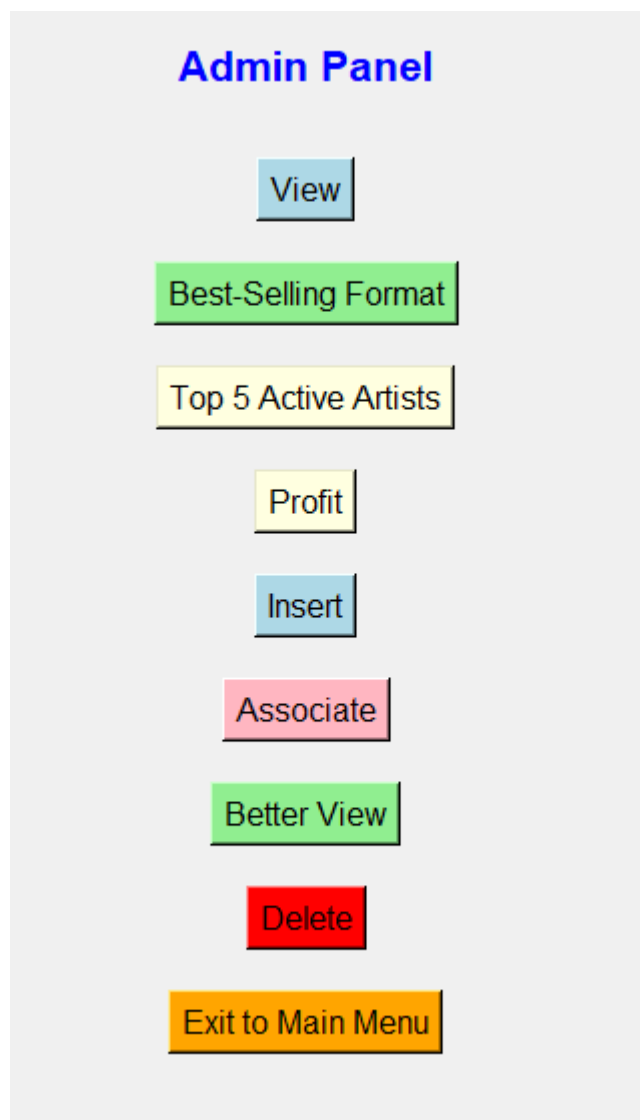 Admin Panel
View
Best-Selling Format
Top 5 Active Artists
Profit
Insert
Associate
Better View
Delete
Exit to Main Menu